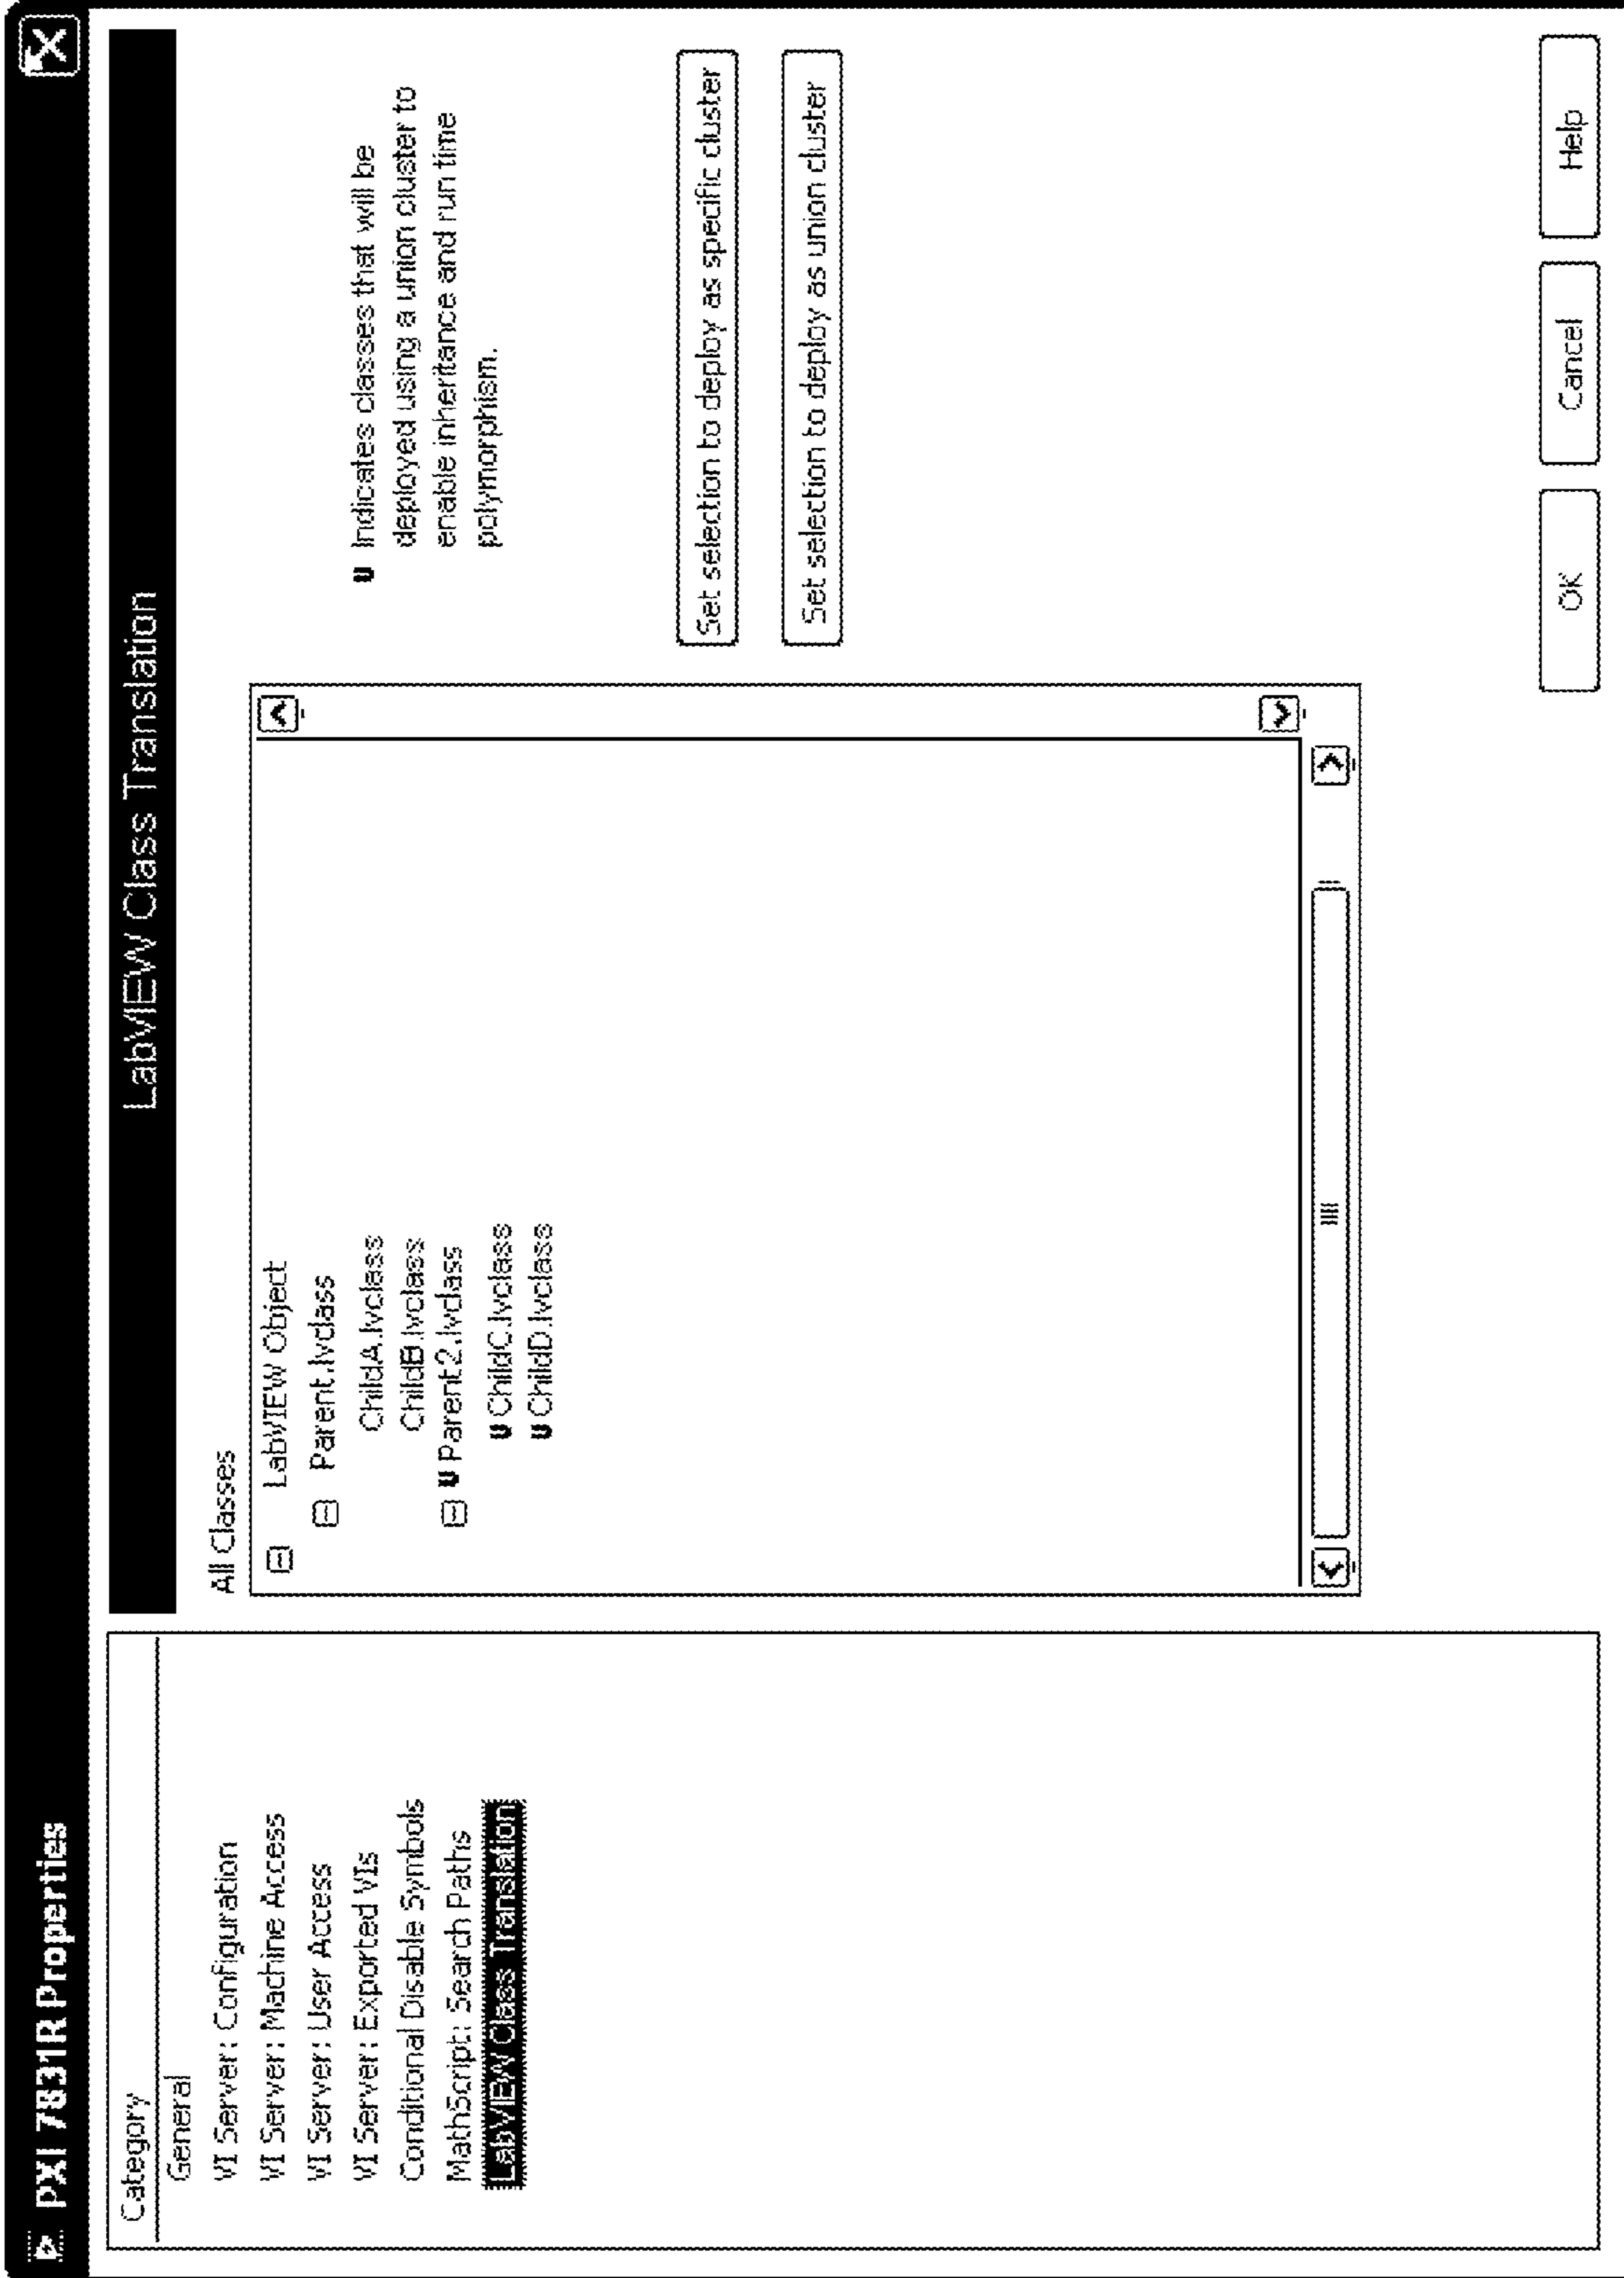 PXI 7831R Properties
Category
General
VI Server: Configuration
VI Server: Machine Access
VI Server: User Access
VI Server: Exported VIs
Conditional Disable Symbols
MathScript: Search Paths
LabVIEW Class Translation
LabVIEW Class Translation
All Classes
LabVIEW Object
Parent.lvclass
ChildA.lvclass
ChildB.lvclass
U Parent2.lvclass
U ChildC.lvclass
U ChildD.lvclass
U Indicates classes that will be
deployed using a union cluster to
enable inheritance and run time
polymorphism.
Set selection to deploy as specific cluster
Set selection to deploy as union cluster
OK
Cancel
Help